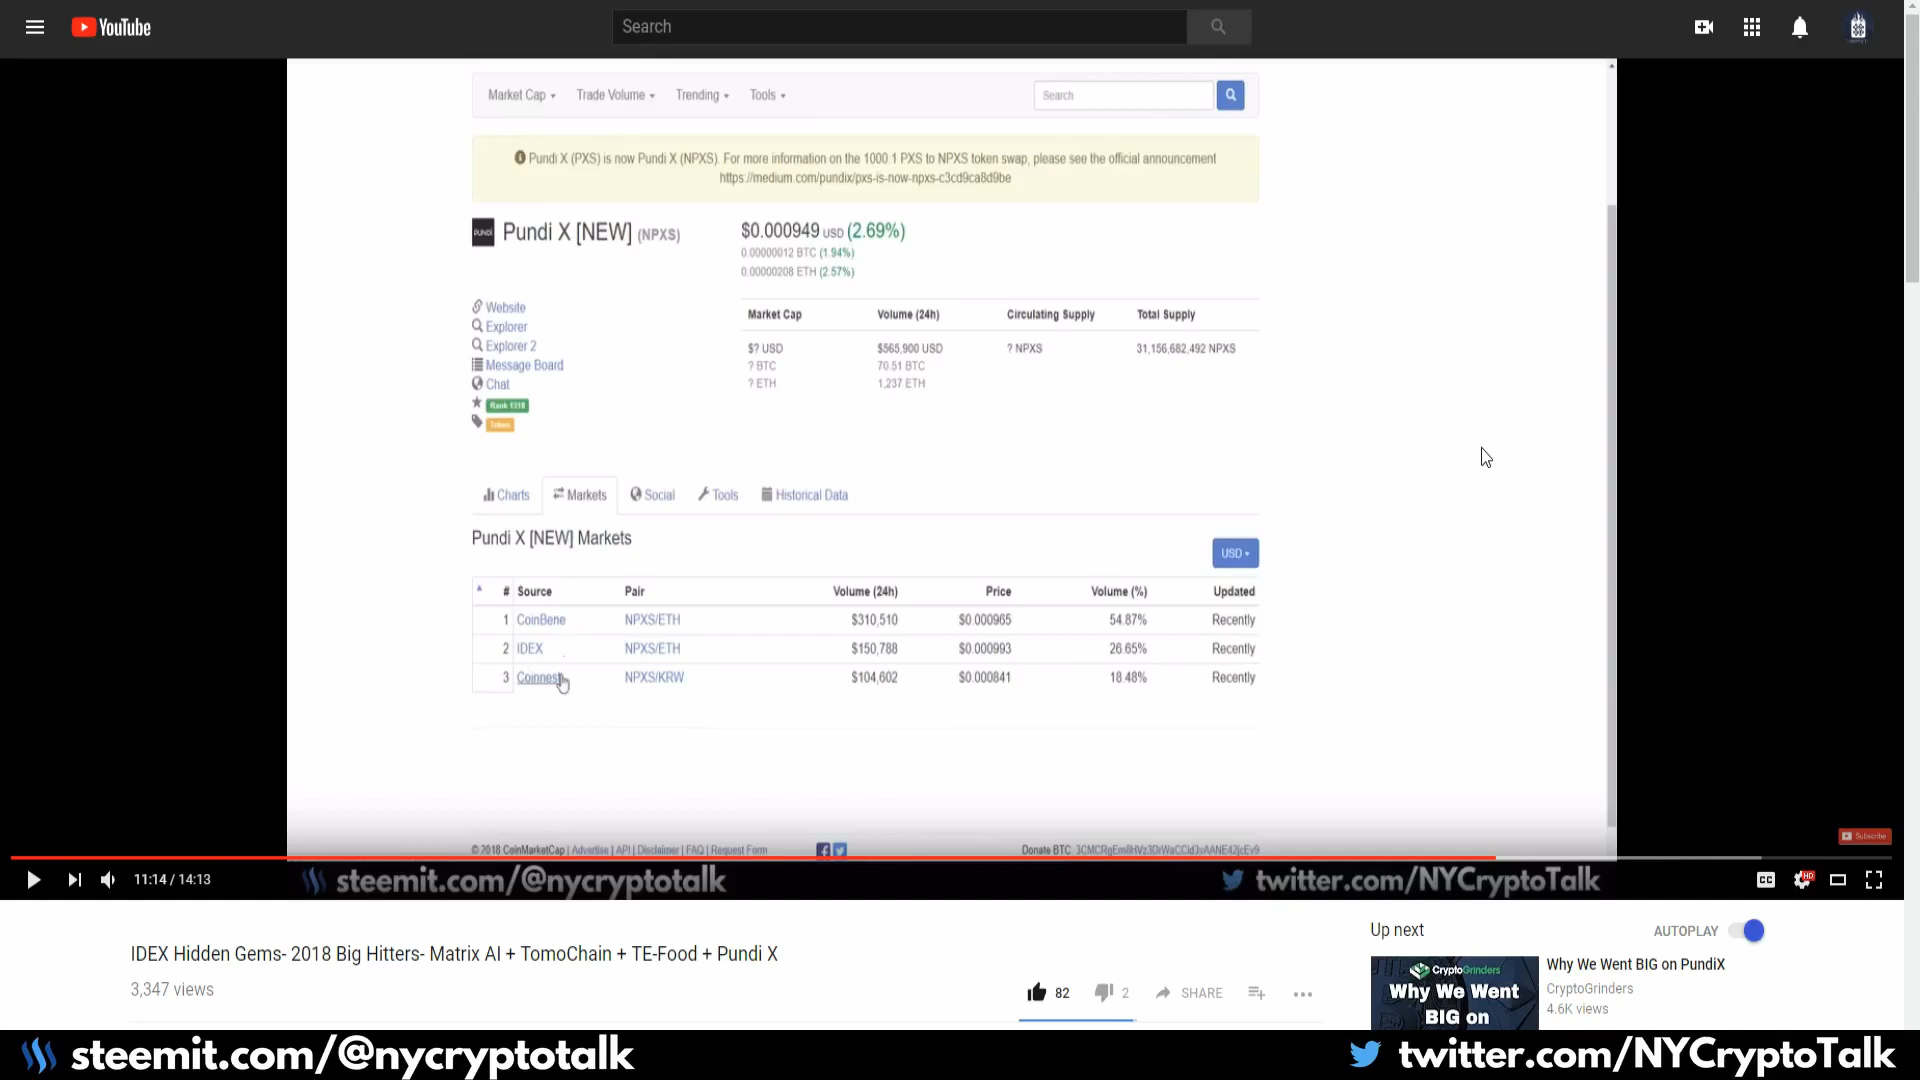 YouTube
Search
Market Cap
Trade Volume
Trending
Tools
Search
Pundi X (PXS) is now Pundi X (NPXS). For more information on the 1000:1 PXS to NPXS token swap, please see the official announcement
https://medium.com/pundix/pxs-is-now-npxs-c3cd9ca8d9be
PUNDI
Pundi X [NEW] (NPXS)
$0.000949 USD (2.69%)
0.00000012 BTC (1.94%)
0.00000208 ETH (2.57%)
Website
Explorer
Explorer 2
Message Board
Chat
Rank 1318
Token
Market Cap Volume (24h) Circulating Supply Total Supply
$? USD $565,900 USD ? NPXS 31,156,682,492 NPXS
? BTC 70.51 BTC
? ETH 1,237 ETH
Charts Markets Social Tools Historical Data
Pundi X [NEW] Markets
USD
# Source Pair Volume (24h) Price Volume (%) Updated
1 CoinBene NPXS/ETH $310,510 $0.000965 54.87% Recently
2 IDEX NPXS/ETH $150,788 $0.000993 26.65% Recently
3 Coinnest NPXS/KRW $104,602 $0.000841 18.48% Recently
Subscribe
© 2018 CoinMarketCap | Advertise | API | Disclaimer | FAQ | Request Form
Donate BTC:
11:14 / 14:13
steemit.com/@nycryptotalk
twitter.com/NYCryptoTalk
CC
HD
IDEX Hidden Gems- 2018 Big Hitters- Matrix AI + TomoChain + TE-Food + Pundi X
3,347 views
82
2
SHARE
Up next
AUTOPLAY
CryptoGrinders
Why We Went
BIG on
Why We Went BIG on PundiX
CryptoGrinders
4.6K views
steemit.com/@nycryptotalk
twitter.com/NYCryptoTalk